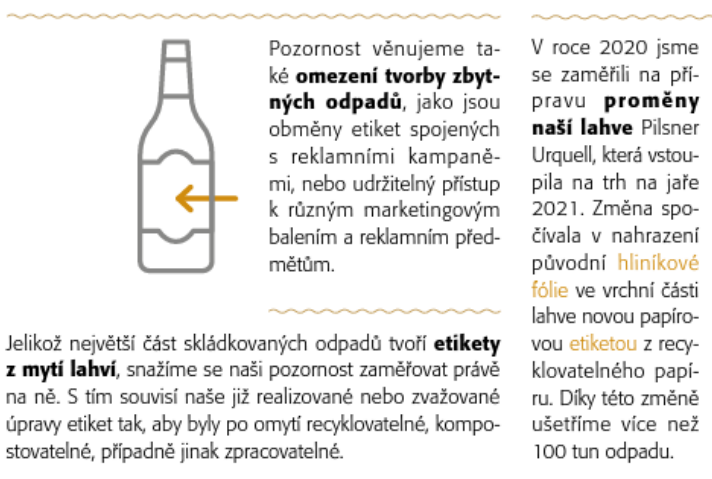 Pozornost věnujeme ta-
ké omezení tvorby zbyt-
ných odpadů, jako jsou
obměny etiket spojených
s reklamními kampaně-
mi, nebo udržitelný přístup
k různým marketingovým
balením a reklamním před-
mětům.
Jelikož největší část skládkovaných odpadů tvoří etikety
z mytí lahví, snažíme se naši pozornost zaměřovat právě
na ně. S tím souvisí naše již realizované nebo zvažované
úpravy etiket tak, aby byly po omytí recyklovatelné, kompo-
stovatelné, případně jinak zpracovatelné.
V roce 2020 jsme
se zaměřili na pří-
pravu proměny
naší lahve Pilsner
Urquell, která vstou-
pila na trh na jaře
2021. Změna spo-
čívala v nahrazení
původní hliníkové
fólie ve vrchní části
lahve novou papíro-
vou etiketou z recy-
klovatelného papí-
ru. Díky této změně
ušetříme více než
100 tun odpadu.